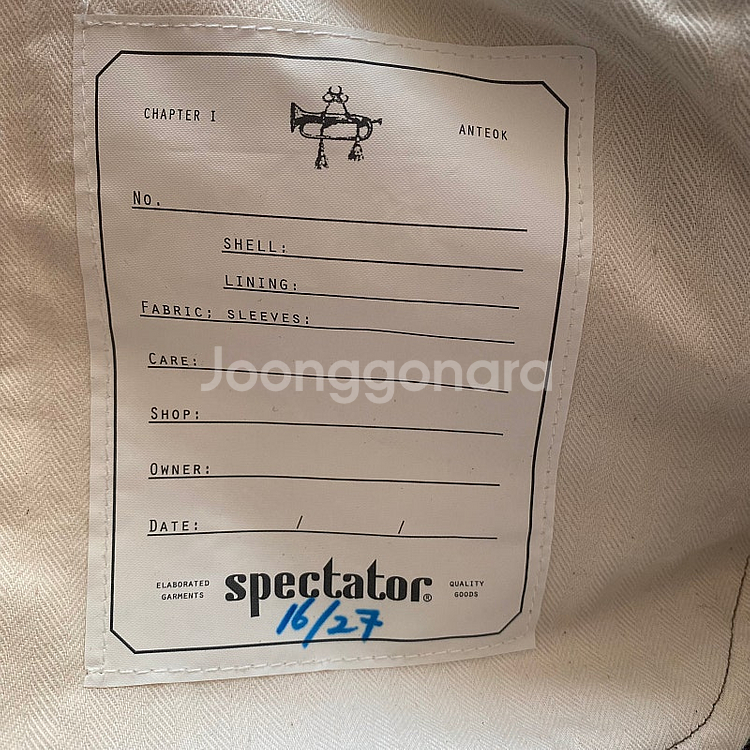 CHAPTER I
ANTEOK
No.
SHELL:
LINING:
FABRIC; SLEEVES:
CARE:
Joonggonara
SHOP:
OWNER:
DATE: / /
ELABORATED GARMENTS
spectator®
QUALITY GOODS
16/27